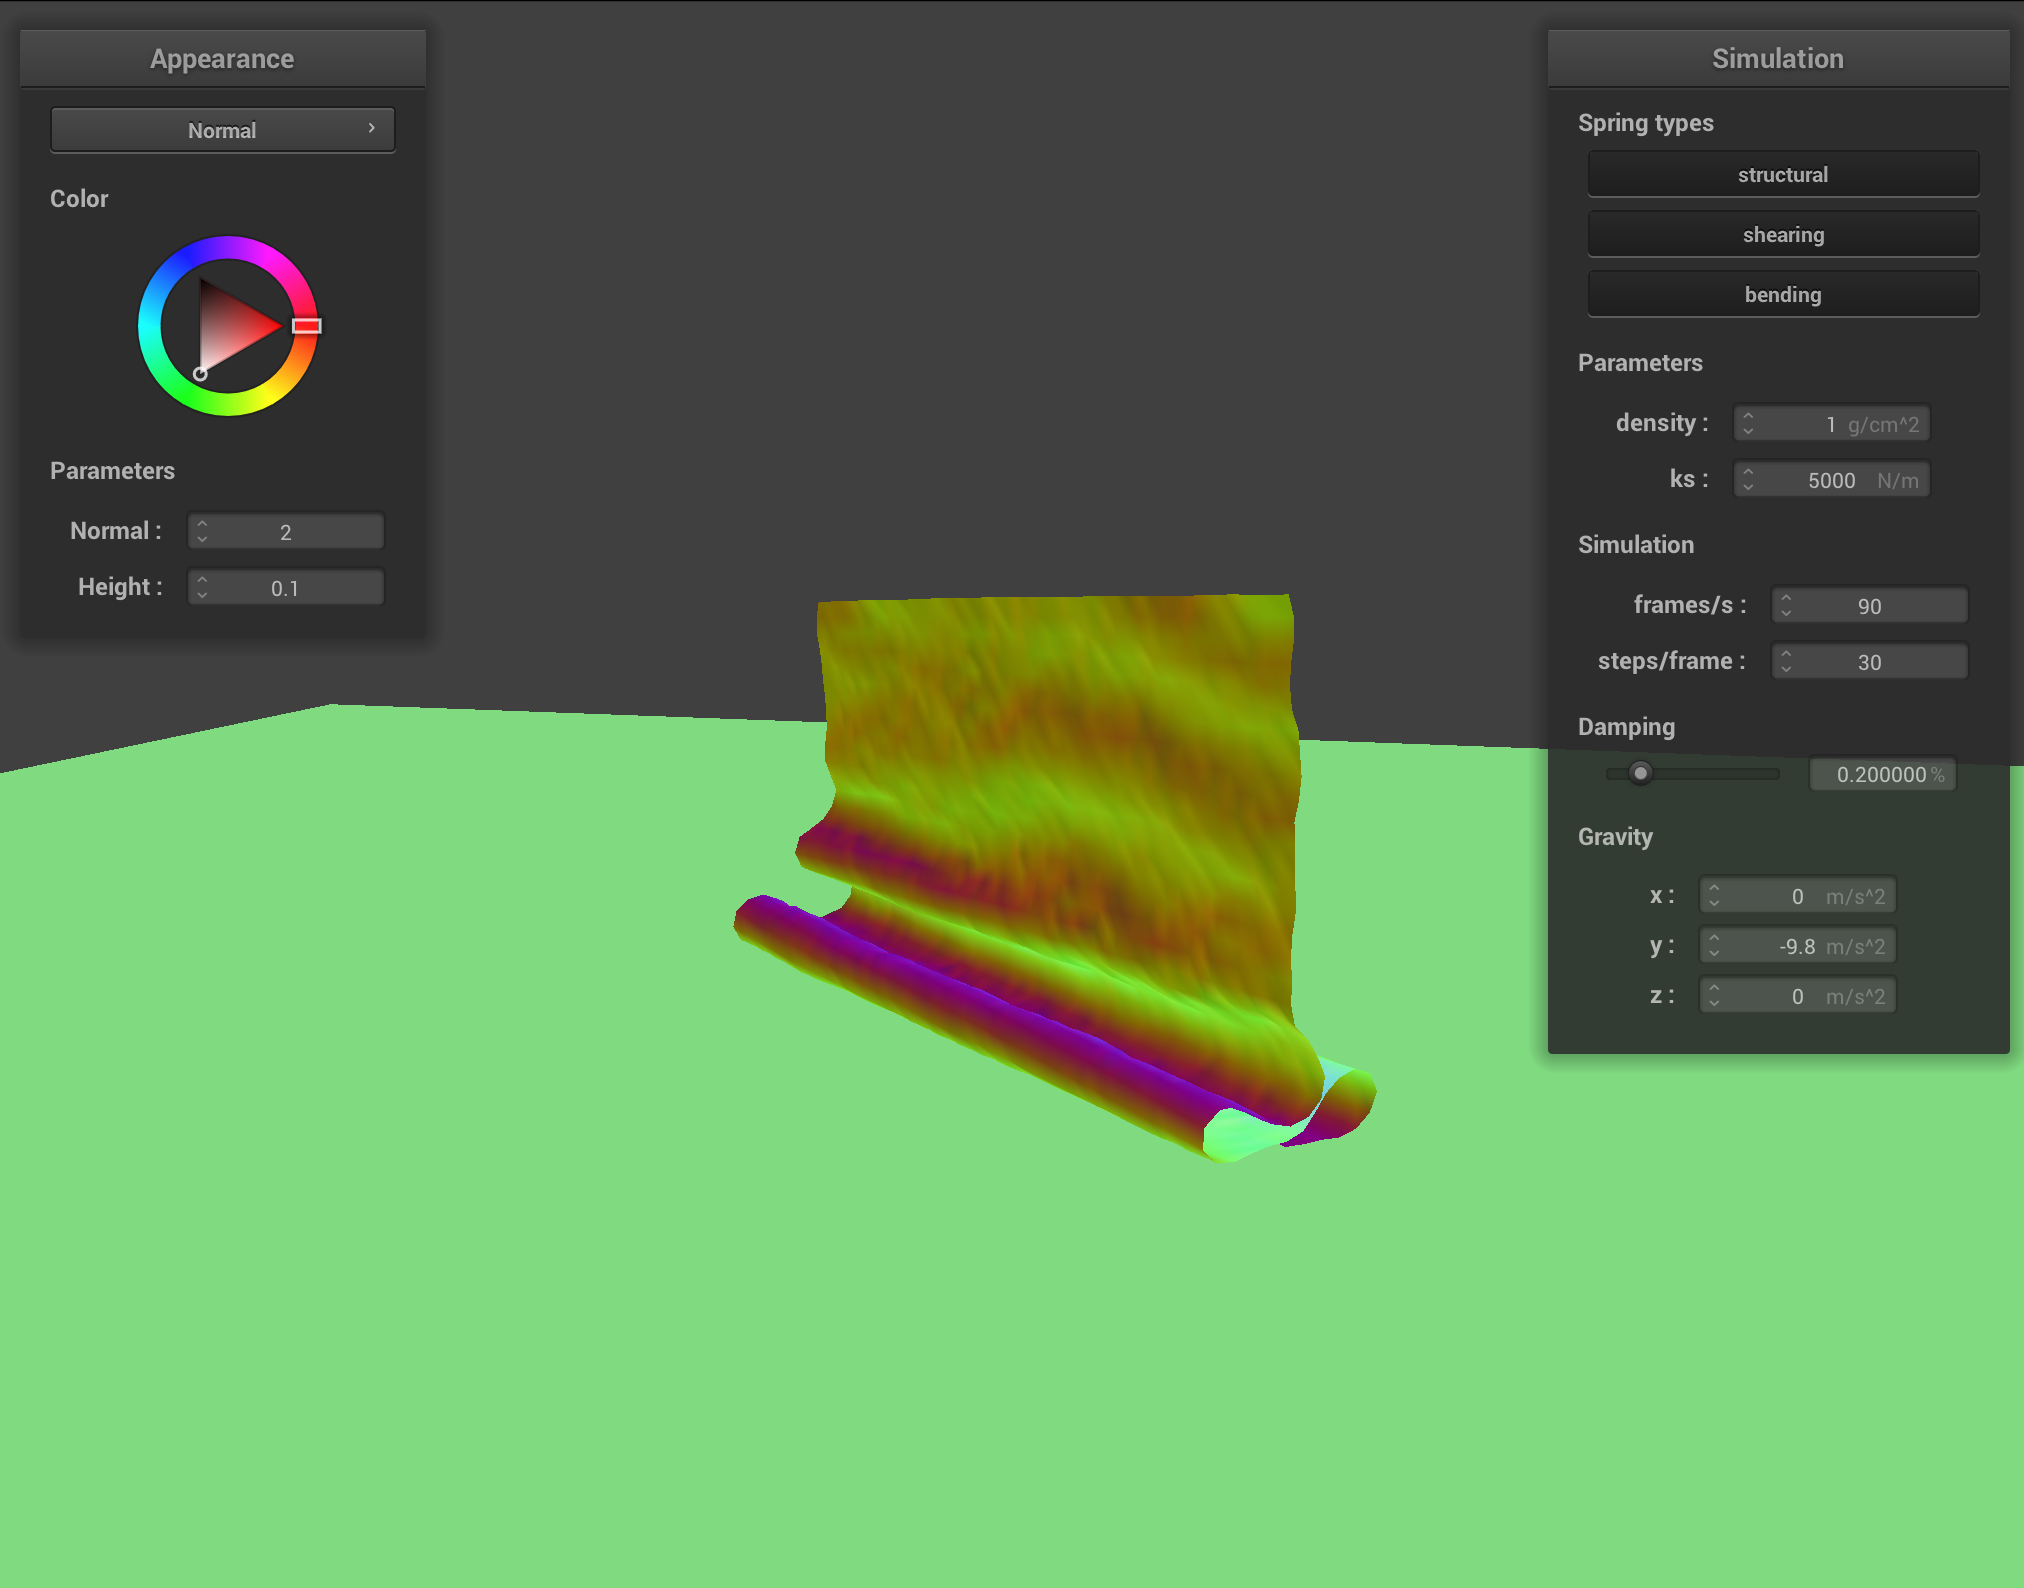 Appearance
Normal
Color
Parameters
Normal : 2
Height : 0.1
Simulation
Spring types
structural
shearing
bending
Parameters
density : 1 g/cm^2
ks : 5000 N/m
Simulation
frames/s : 90
steps/frame : 30
Damping
0.200000 %
Gravity
x : 0 m/s^2
y : -9.8 m/s^2
z : 0 m/s^2